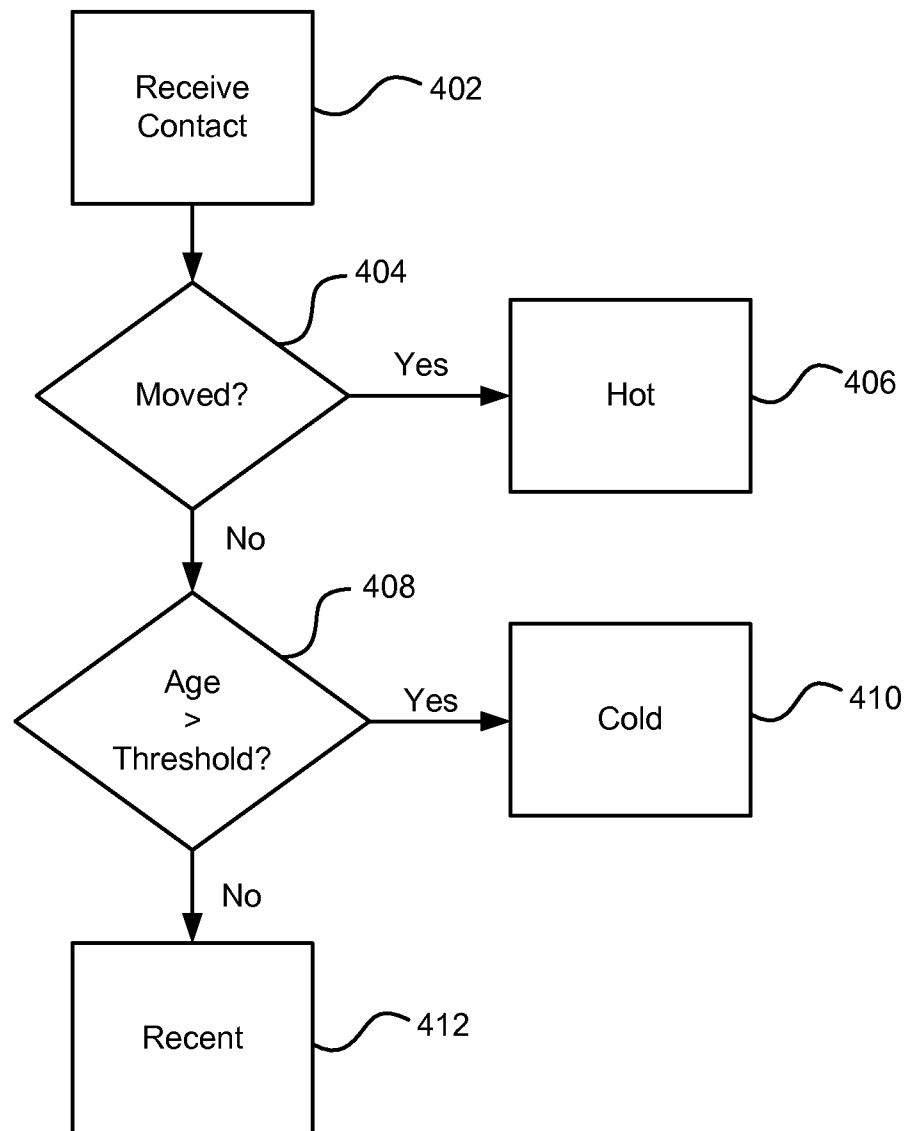 Receive
Contact
402
404
Moved?
Yes
Hot
406
No
408
Age
>
Threshold?
Yes
Cold
410
No
Recent
412